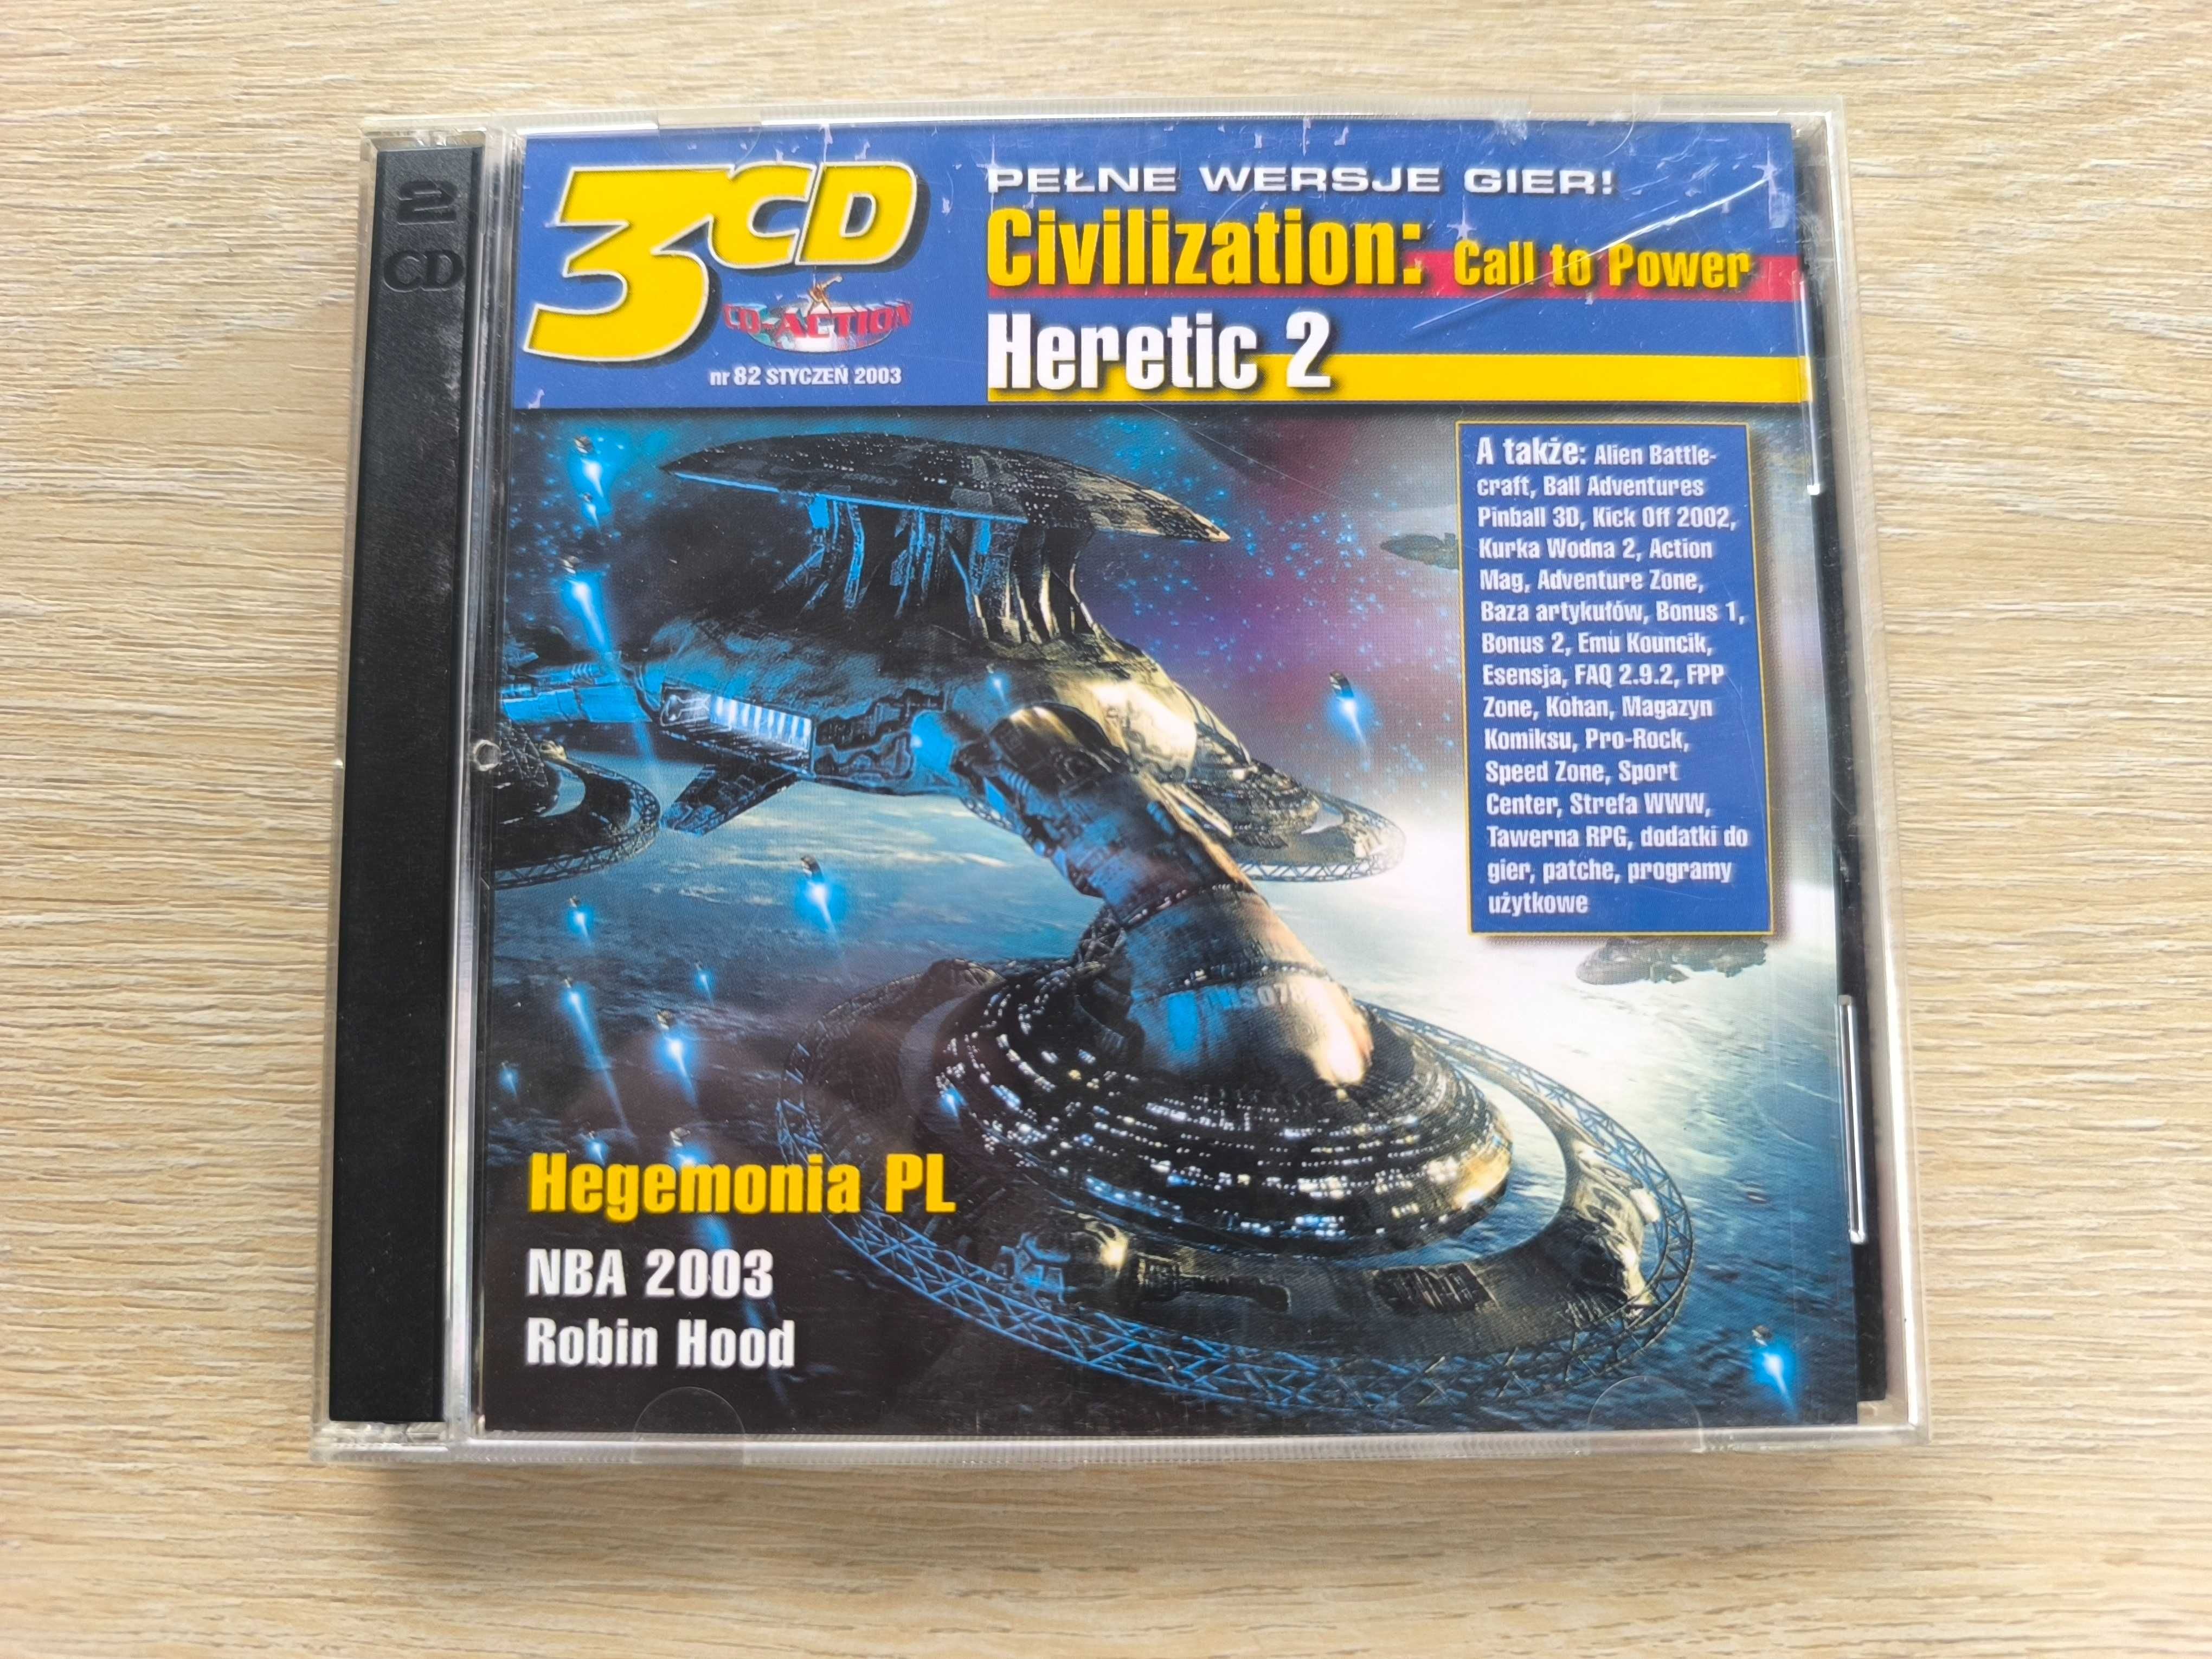 2
CD
3CD
CD-ACTION
nr 82 STYCZEŃ 2003
PEŁNE WERSJE GIER!
Civilization: Call to Power
Heretic 2
A także: Alien Battle-
craft, Ball Adventures
Pinball 3D, Kick Off 2002,
Kurka Wodna 2, Action
Mag, Adventure Zone,
Baza artykułów, Bonus 1,
Bonus 2, Emu Kouncik,
Esensja, FAQ 2.9.2, FPP
Zone, Kohan, Magazyn
Komiksu, Pro-Rock,
Speed Zone, Sport
Center, Strefa WWW,
Tawerna RPG, dodatki do
gier, patche, programy
użytkowe
Hegemonia PL
NBA 2003
Robin Hood